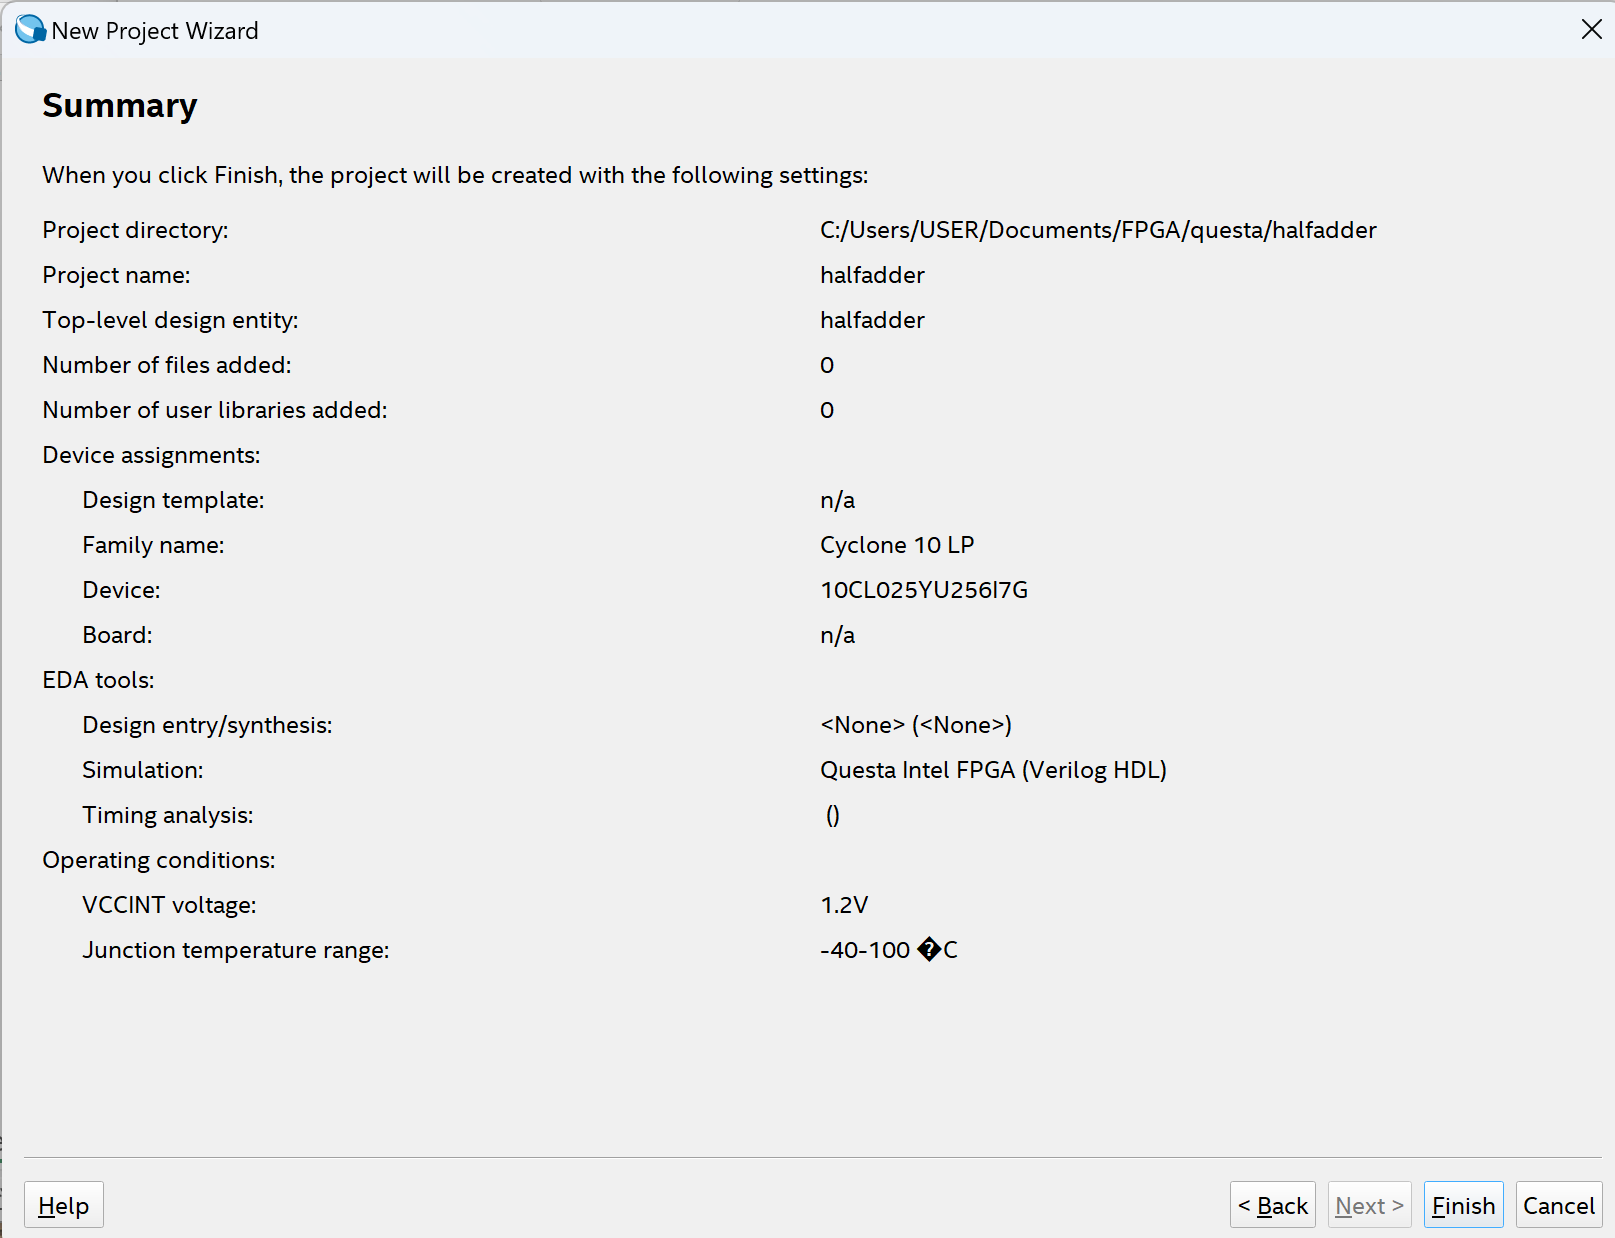 New Project Wizard
Summary
When you click Finish, the project will be created with the following settings:
Project directory: C:/Users/USER/Documents/FPGA/questa/halfadder
Project name: halfadder
Top-level design entity: halfadder
Number of files added: 0
Number of user libraries added: 0
Device assignments:
Design template: n/a
Family name: Cyclone 10 LP
Device: 10CL025YU256I7G
Board: n/a
EDA tools:
Design entry/synthesis: <None> (<None>)
Simulation: Questa Intel FPGA (Verilog HDL)
Timing analysis: ()
Operating conditions:
VCCINT voltage: 1.2V
Junction temperature range: -40-100 �C
Help < Back Next > Finish Cancel